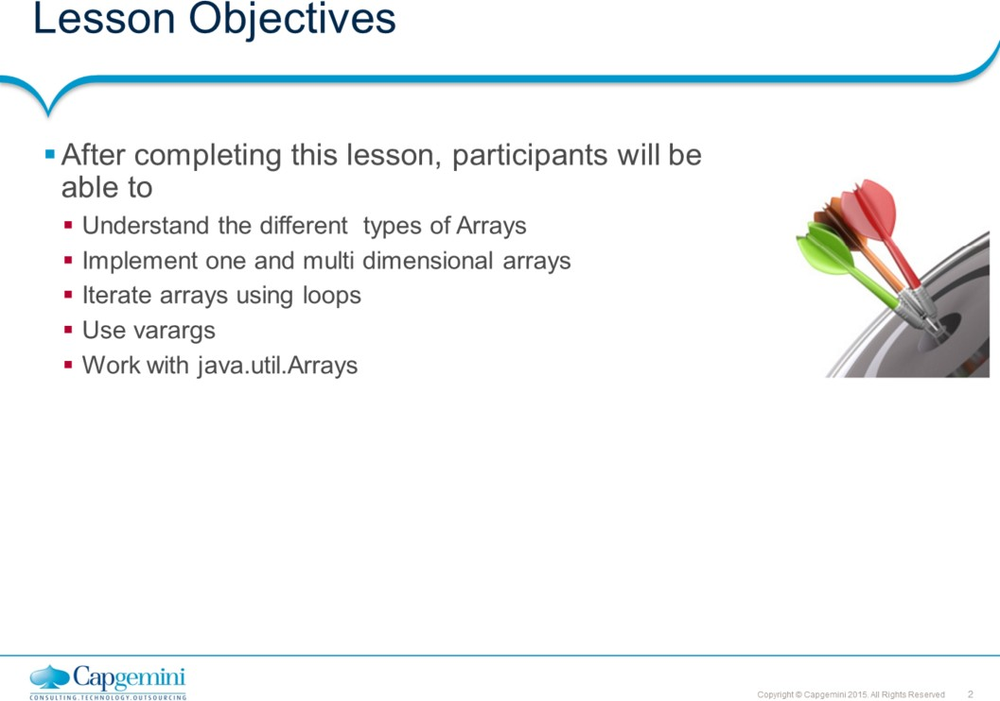 Lesson Objectives
After completing this lesson, participants will be
able to
Understand the different  types of Arrays
Implement one and multi dimensional arrays
Iterate arrays using loops
Use varargs
Work with java.util.Arrays
Capgemini
CONSULTING.TECHNOLOGY.OUTSOURCING
Copyright © Capgemini 2015. All Rights Reserved 2